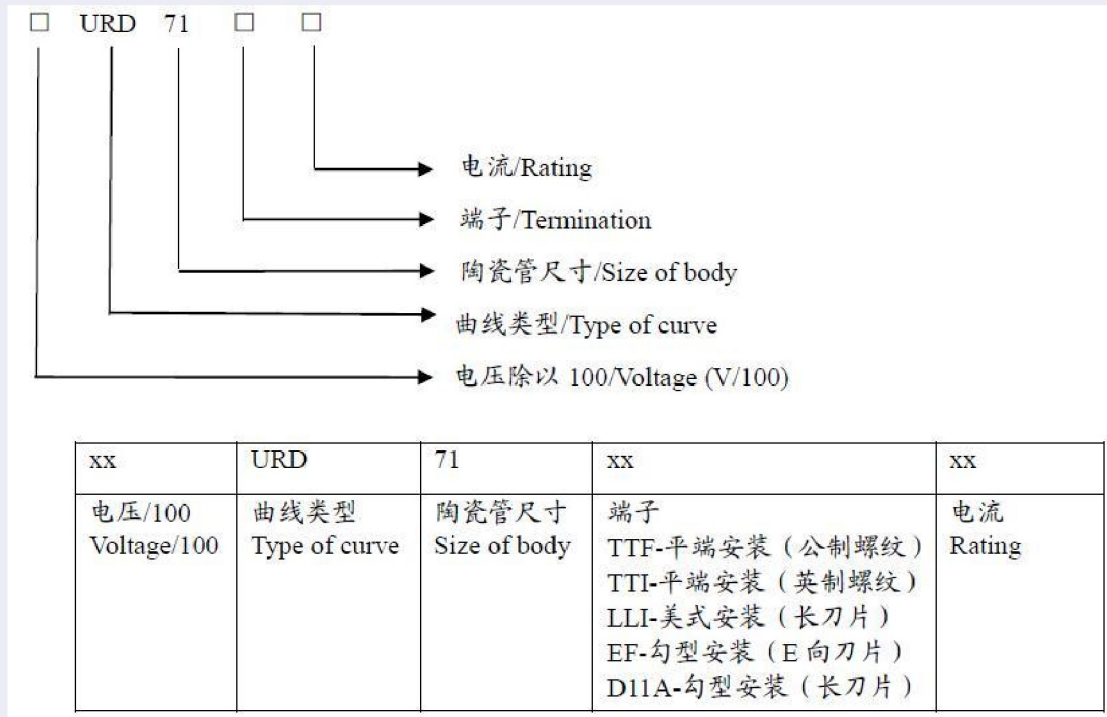 □ URD 71 □ □
电流/Rating
端子/Termination
陶瓷管尺寸/Size of body
曲线类型/Type of curve
电压除以 100/Voltage (V/100)
xx URD 71 xx xx
电压/100 曲线类型 陶瓷管尺寸 端子 电流
Voltage/100 Type of curve Size of body TTF-平端安装（公制螺纹） Rating
TTI-平端安装（英制螺纹）
LLI-美式安装（长刀片）
EF-勾型安装（E 向刀片）
D11A-勾型安装（长刀片）